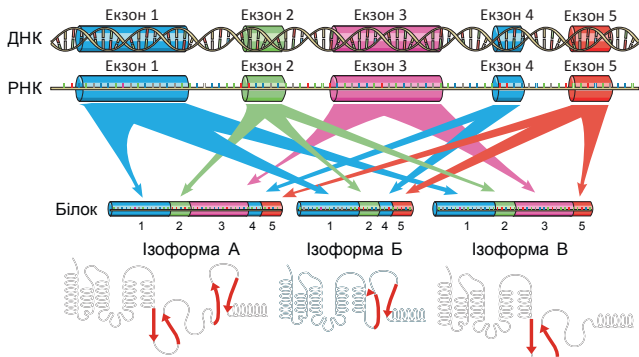 Екзон 1 Екзон 2 Екзон 3 Екзон 4 Екзон 5
ДНК
Екзон 1 Екзон 2 Екзон 3 Екзон 4 Екзон 5
РНК
Білок
1 2 3 4 5 1 2 4 5 1 2 3 5
Ізоформа А Ізоформа Б Ізоформа В